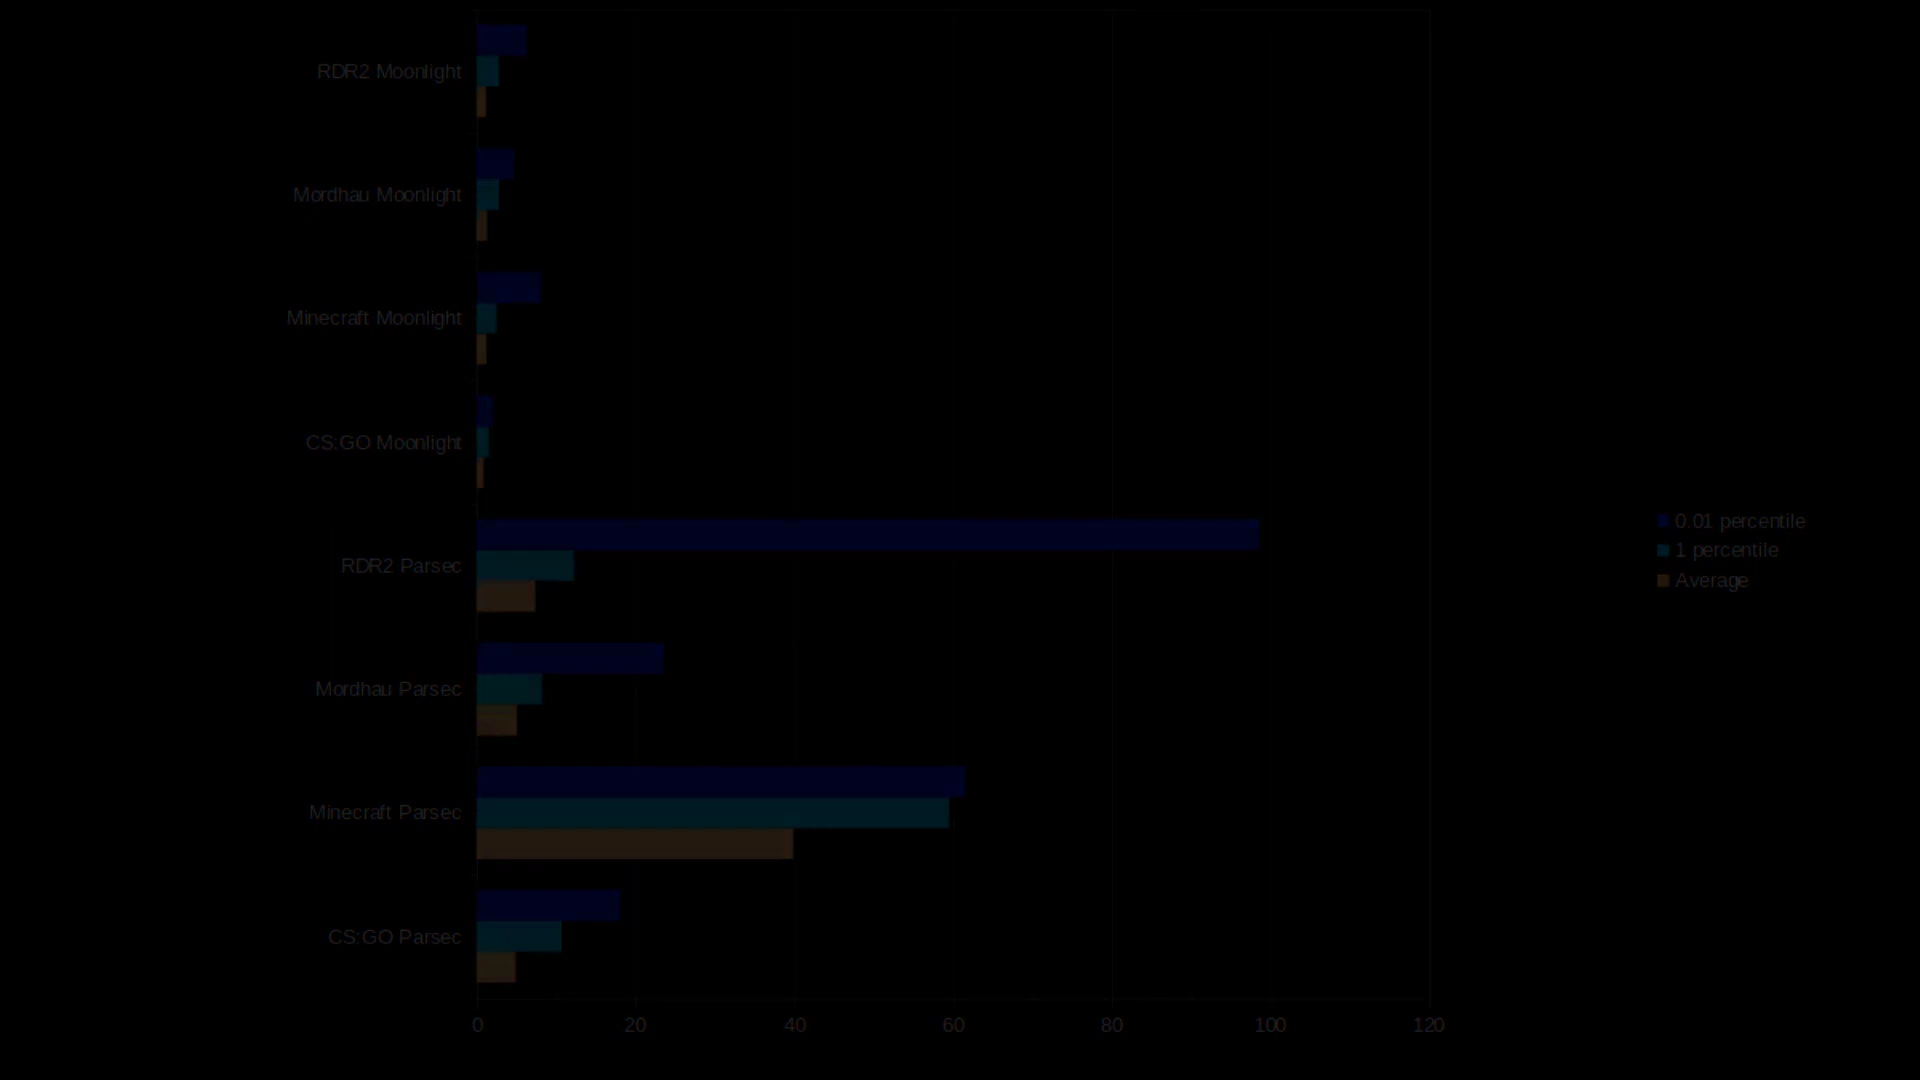 RDR2 Moonlight
Mordhau Moonlight
Minecraft Moonlight
CS:GO Moonlight
RDR2 Parsec
Mordhau Parsec
Minecraft Parsec
CS:GO Parsec
0 20 40 60 80 100 120
0.01 percentile
1 percentile
Average